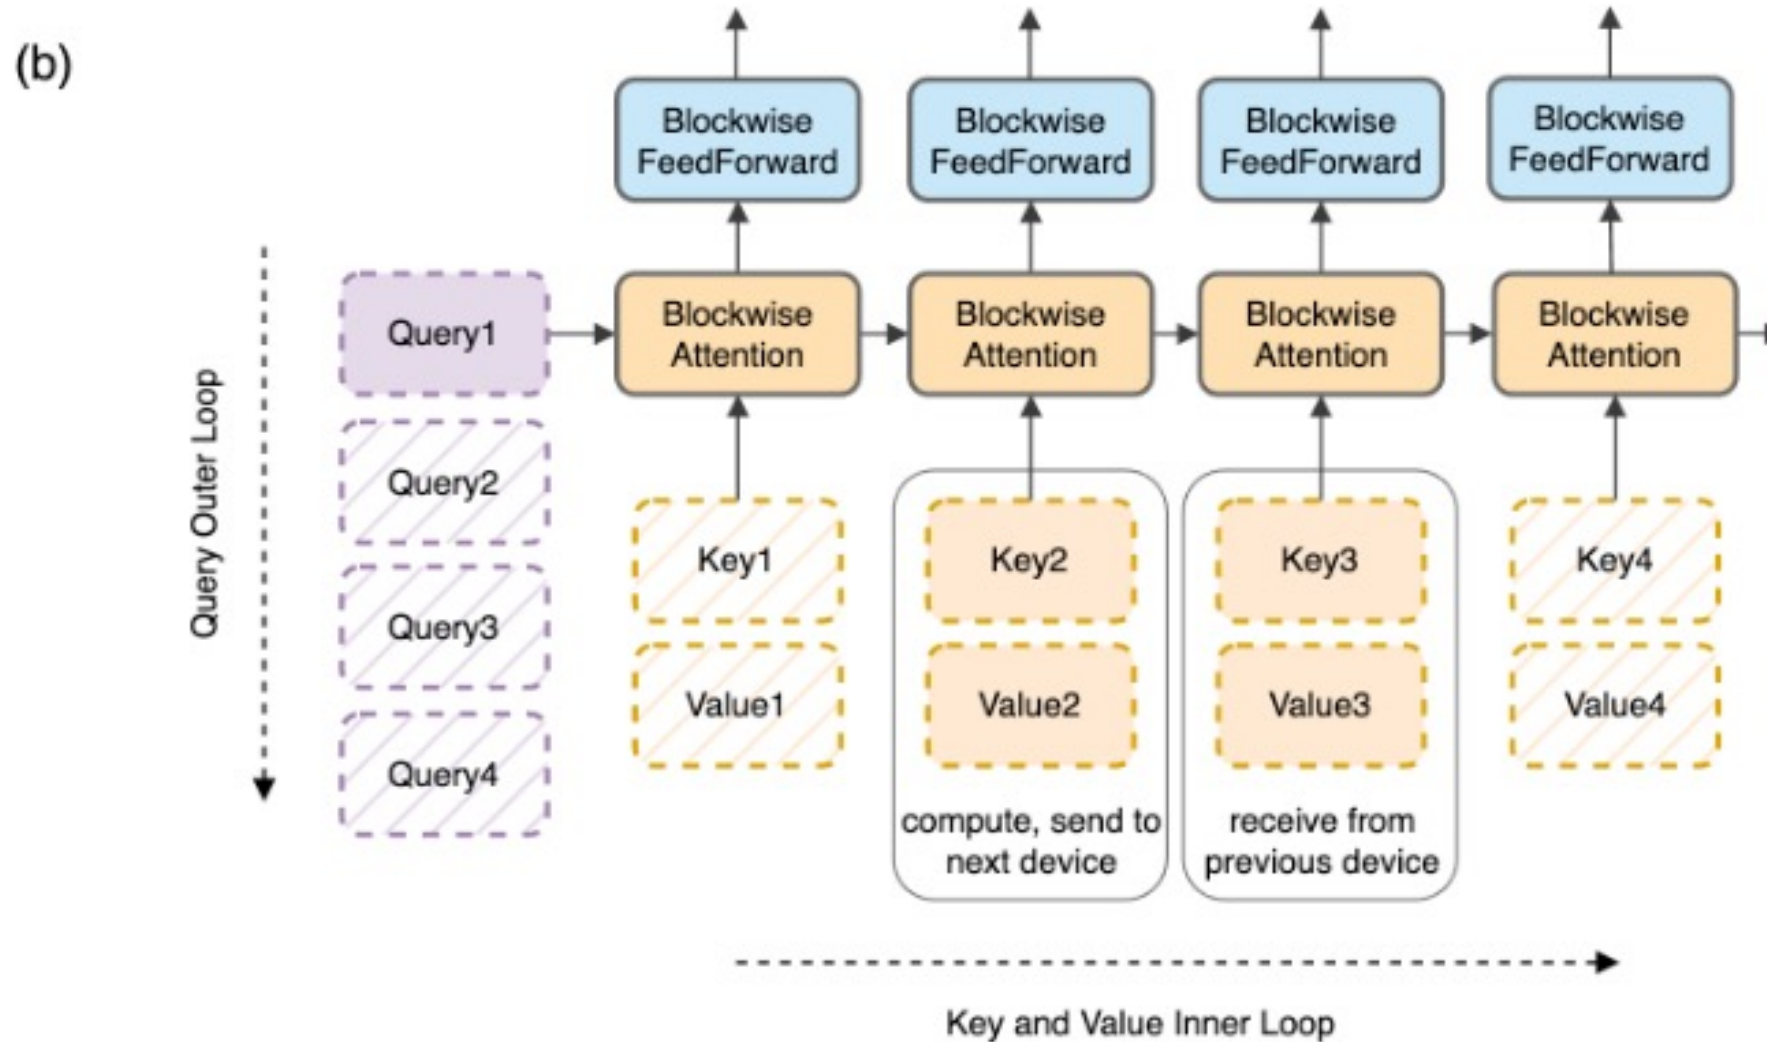 (b)
Blockwise
FeedForward
Blockwise
FeedForward
Blockwise
FeedForward
Blockwise
FeedForward
Query Outer Loop
Query1
Blockwise
Attention
Blockwise
Attention
Blockwise
Attention
Blockwise
Attention
Query2
Query3
Query4
Key1
Key2
Key3
Key4
Value1
Value2
Value3
Value4
compute, send to
next device
receive from
previous device
Key and Value Inner Loop